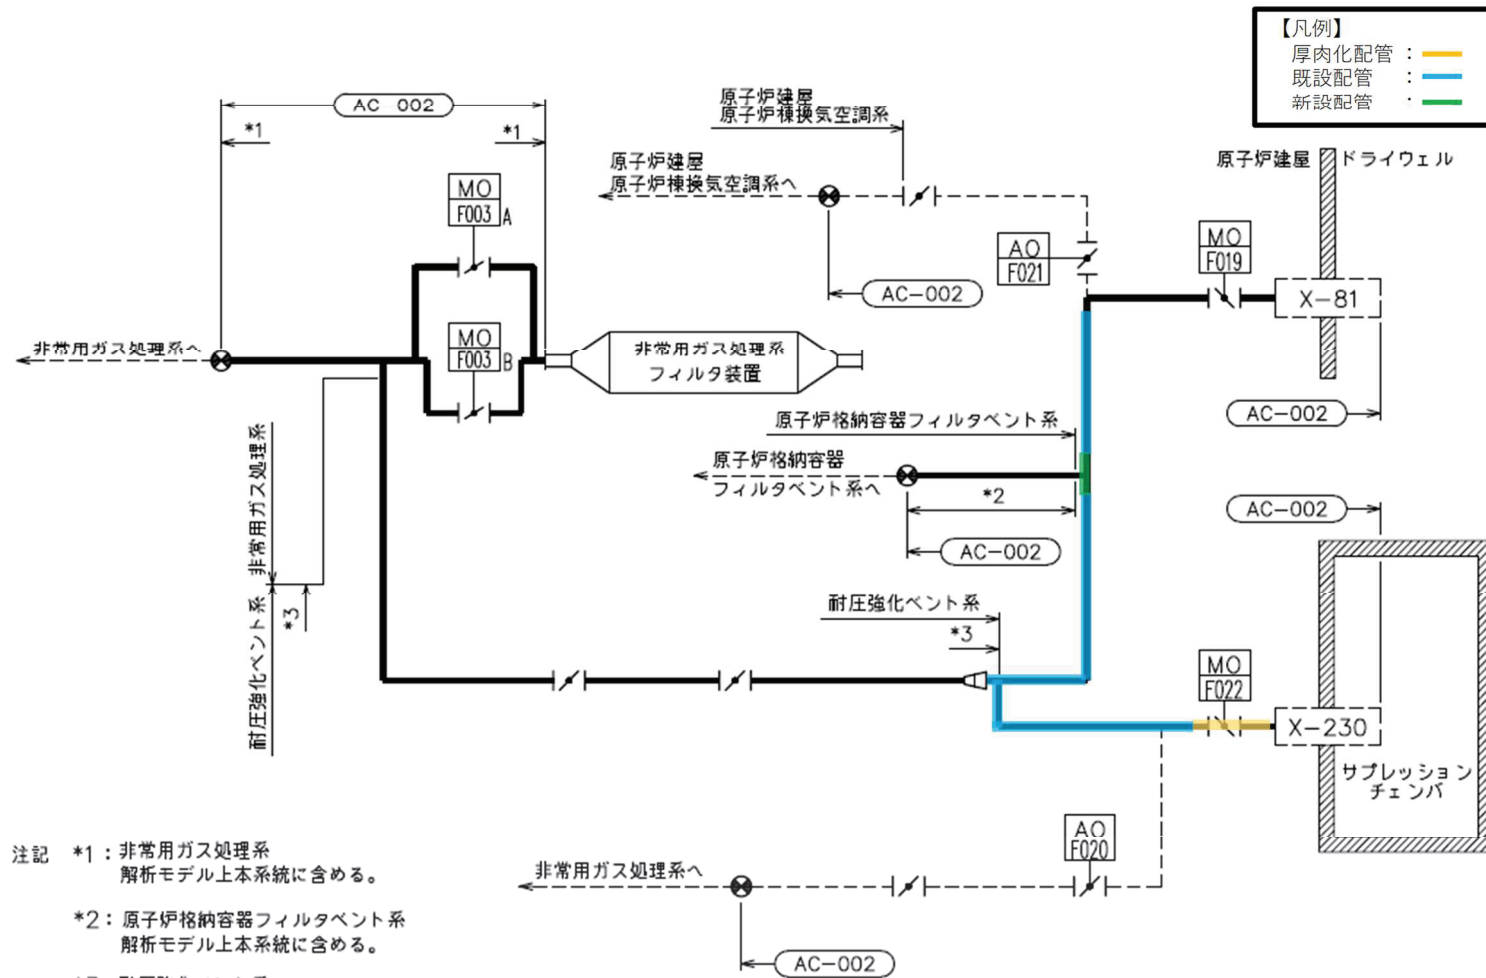 【凡例】
厚肉化配管 :
既設配管 :
新設配管 :
AC 002
*1
*1
原子炉建屋
原子炉棟換気空調系
原子炉建屋
原子炉棟換気空調系へ
原子炉建屋
ドライウェル
MO
F003 A
AO
F021
MO
F019
AC-002
X-81
MO
F003 B
非常用ガス処理系へ
非常用ガス処理系
フィルタ装置
AC-002
原子炉格納容器フィルタベント系
原子炉格納容器
フィルタベント系へ
*2
AC-002
AC-002
非常用ガス処理系
耐圧強化ベント系
*3
耐圧強化ベント系
*3
MO
F022
X-230
サプレッション
チェンバ
AO
F020
非常用ガス処理系へ
AC-002
注記 *1 : 非常用ガス処理系
解析モデル上本系統に含める。
*2 : 原子炉格納容器フィルタベント系
解析モデル上本系統に含める。